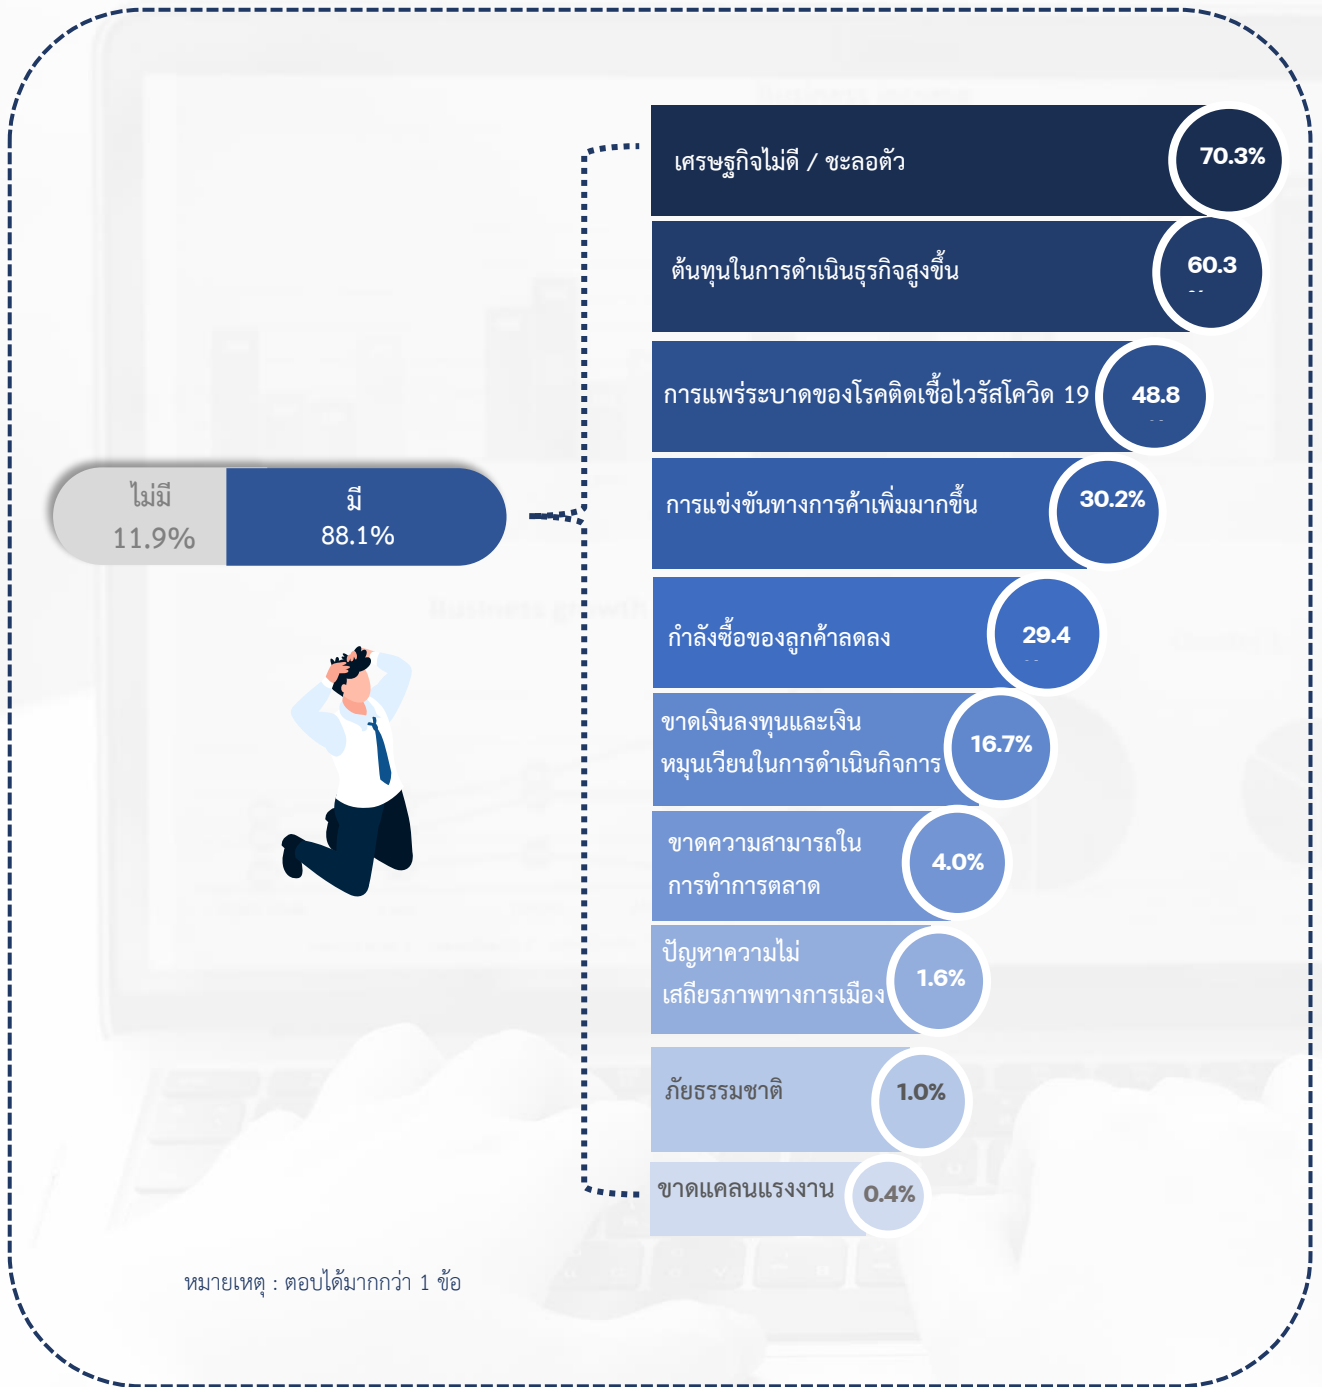 เศรษฐกิจไม่ดี / ชะลอตัว
70.3%
ต้นทุนในการดำเนินธุรกิจสูงขึ้น
60.3
การแพร่ระบาดของโรคติดเชื้อไวรัสโควิด 19
48.8
การแข่งขันทางการค้าเพิ่มมากขึ้น
30.2%
ไม่มี
11.9%
มี
88.1%
กำลังซื้อของลูกค้าลดลง
29.4
ขาดเงินลงทุนและเงิน
หมุนเวียนในการดำเนินกิจการ
16.7%
ขาดความสามารถใน
การทำการตลาด
4.0%
ปัญหาความไม่
เสถียรภาพทางการเมือง
1.6%
ภัยธรรมชาติ
1.0%
ขาดแคลนแรงงาน
0.4%
หมายเหตุ : ตอบได้มากกว่า 1 ข้อ